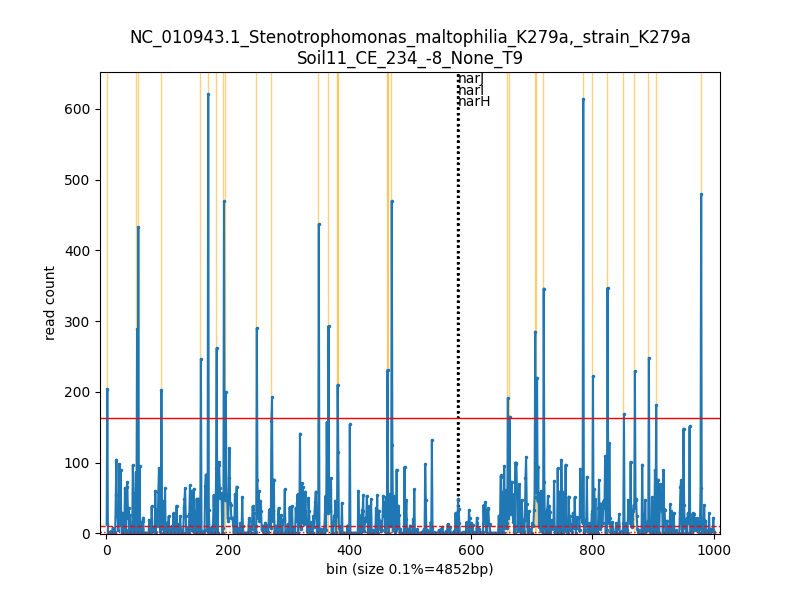 NC_010943.1_Stenotrophomonas_maltophilia_K279a,_strain_K279a
Soil11_CE_234_-8_None_T9
narJ
narI
narH
600
500
400
300
200
100
0
read count
0 200 400 600 800 1000
bin (size 0.1%=4852bp)